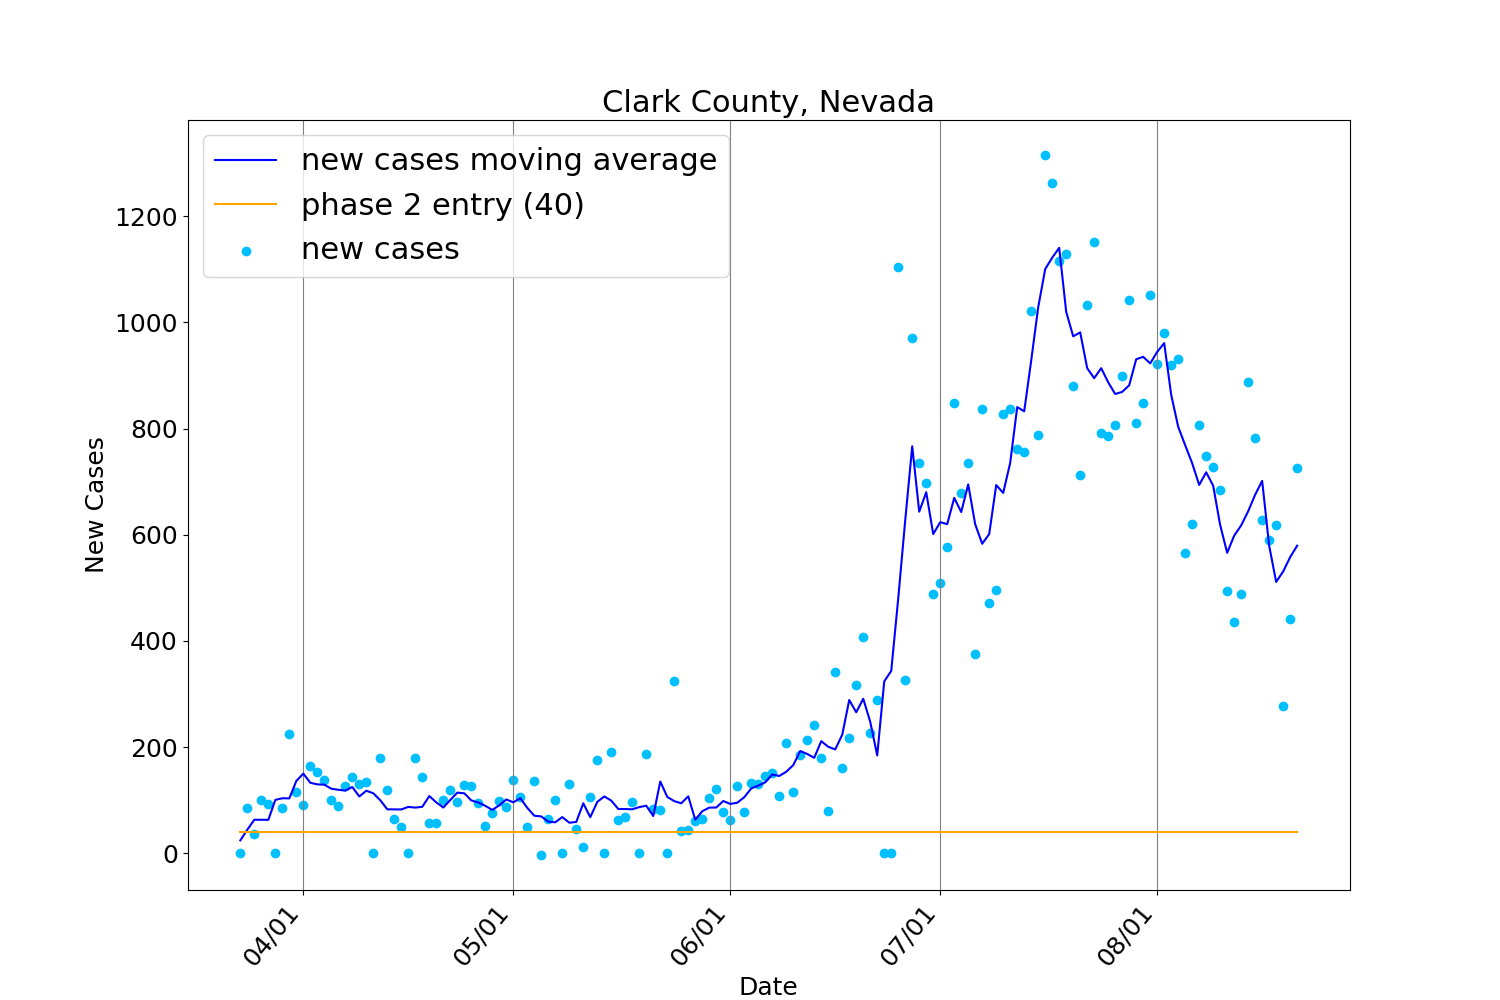 Clark County, Nevada
new cases moving average
phase 2 entry (40)
new cases
1200
1000
800
600
400
200
0
New Cases
04/01
05/01
06/01
07/01
08/01
Date